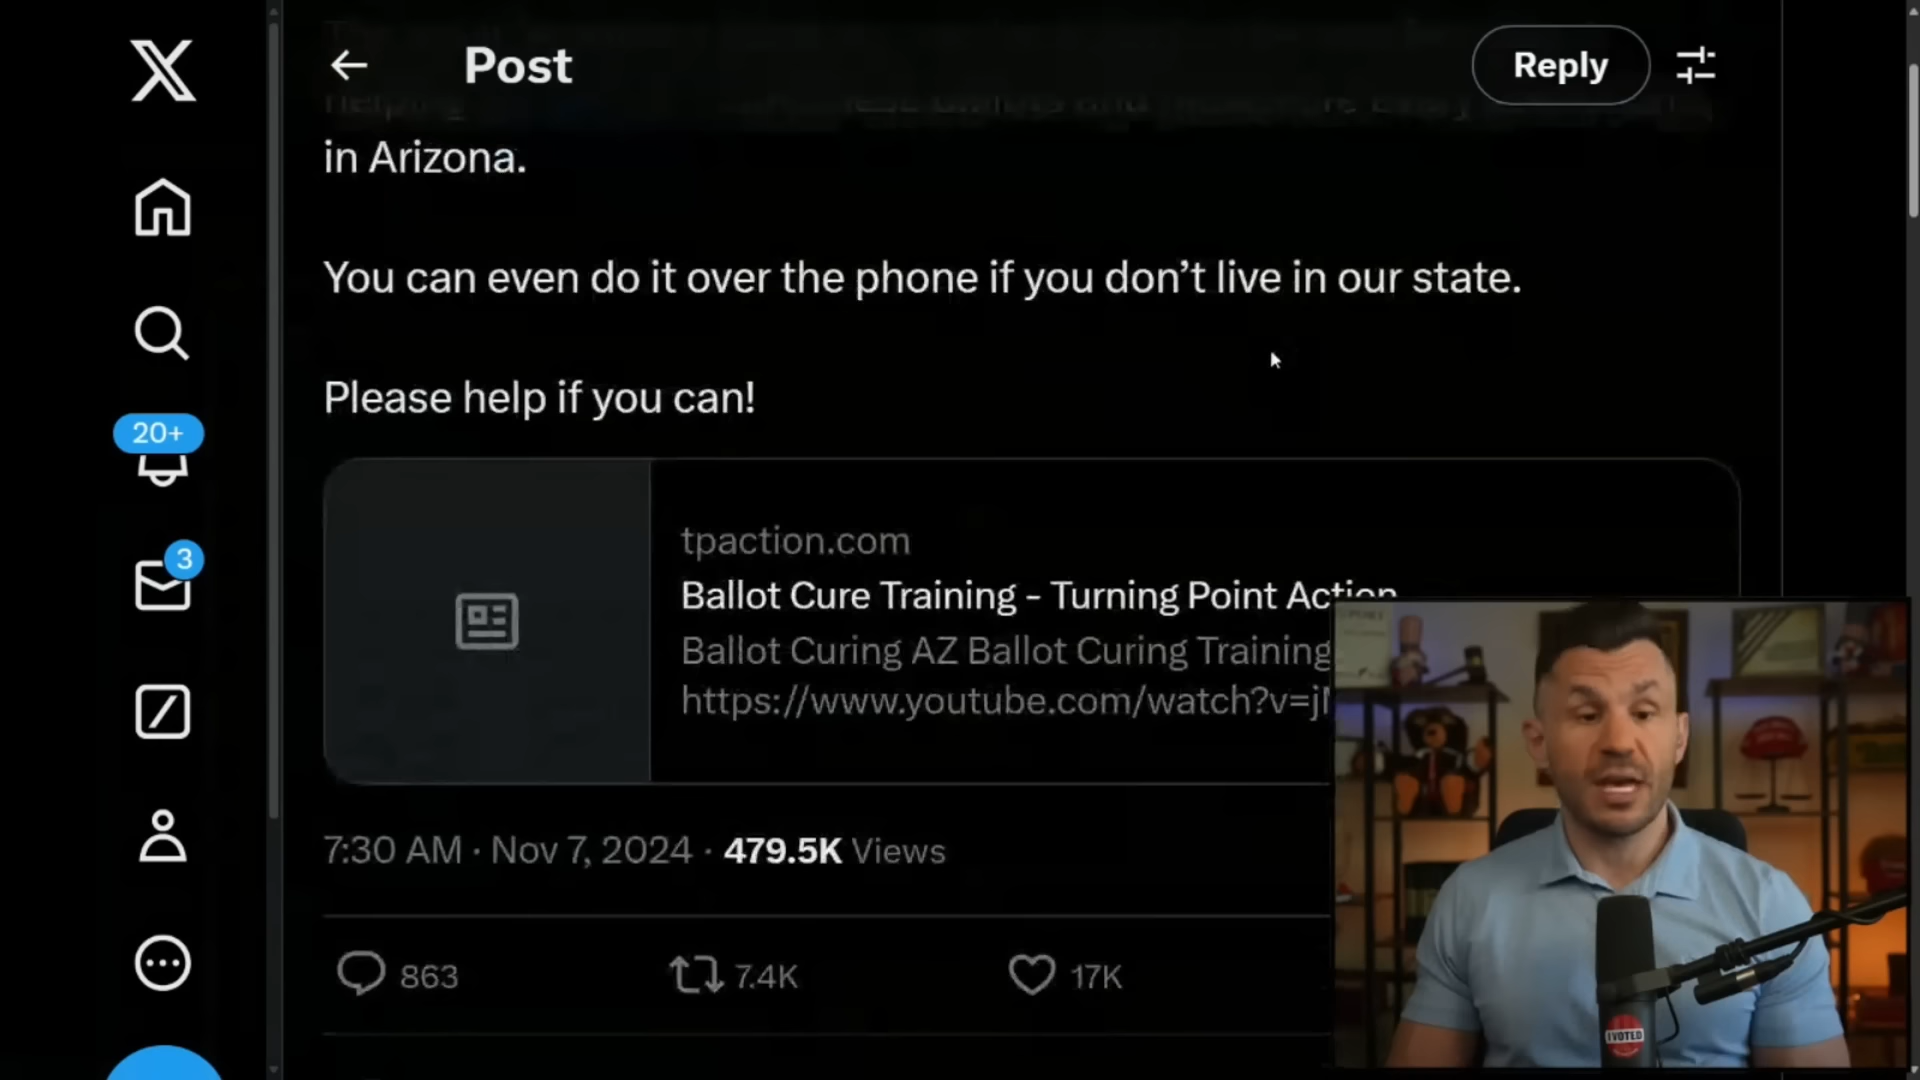 Post
Reply
in Arizona.
You can even do it over the phone if you don’t live in our state.
Please help if you can!
20+
3
tpaction.com
Ballot Cure Training - Turning Point Action
Ballot Curing AZ Ballot Curing Training
https://www.youtube.com/watch?v=j
7:30 AM · Nov 7, 2024 · 479.5K Views
863
7.4K
17K
I VOTED